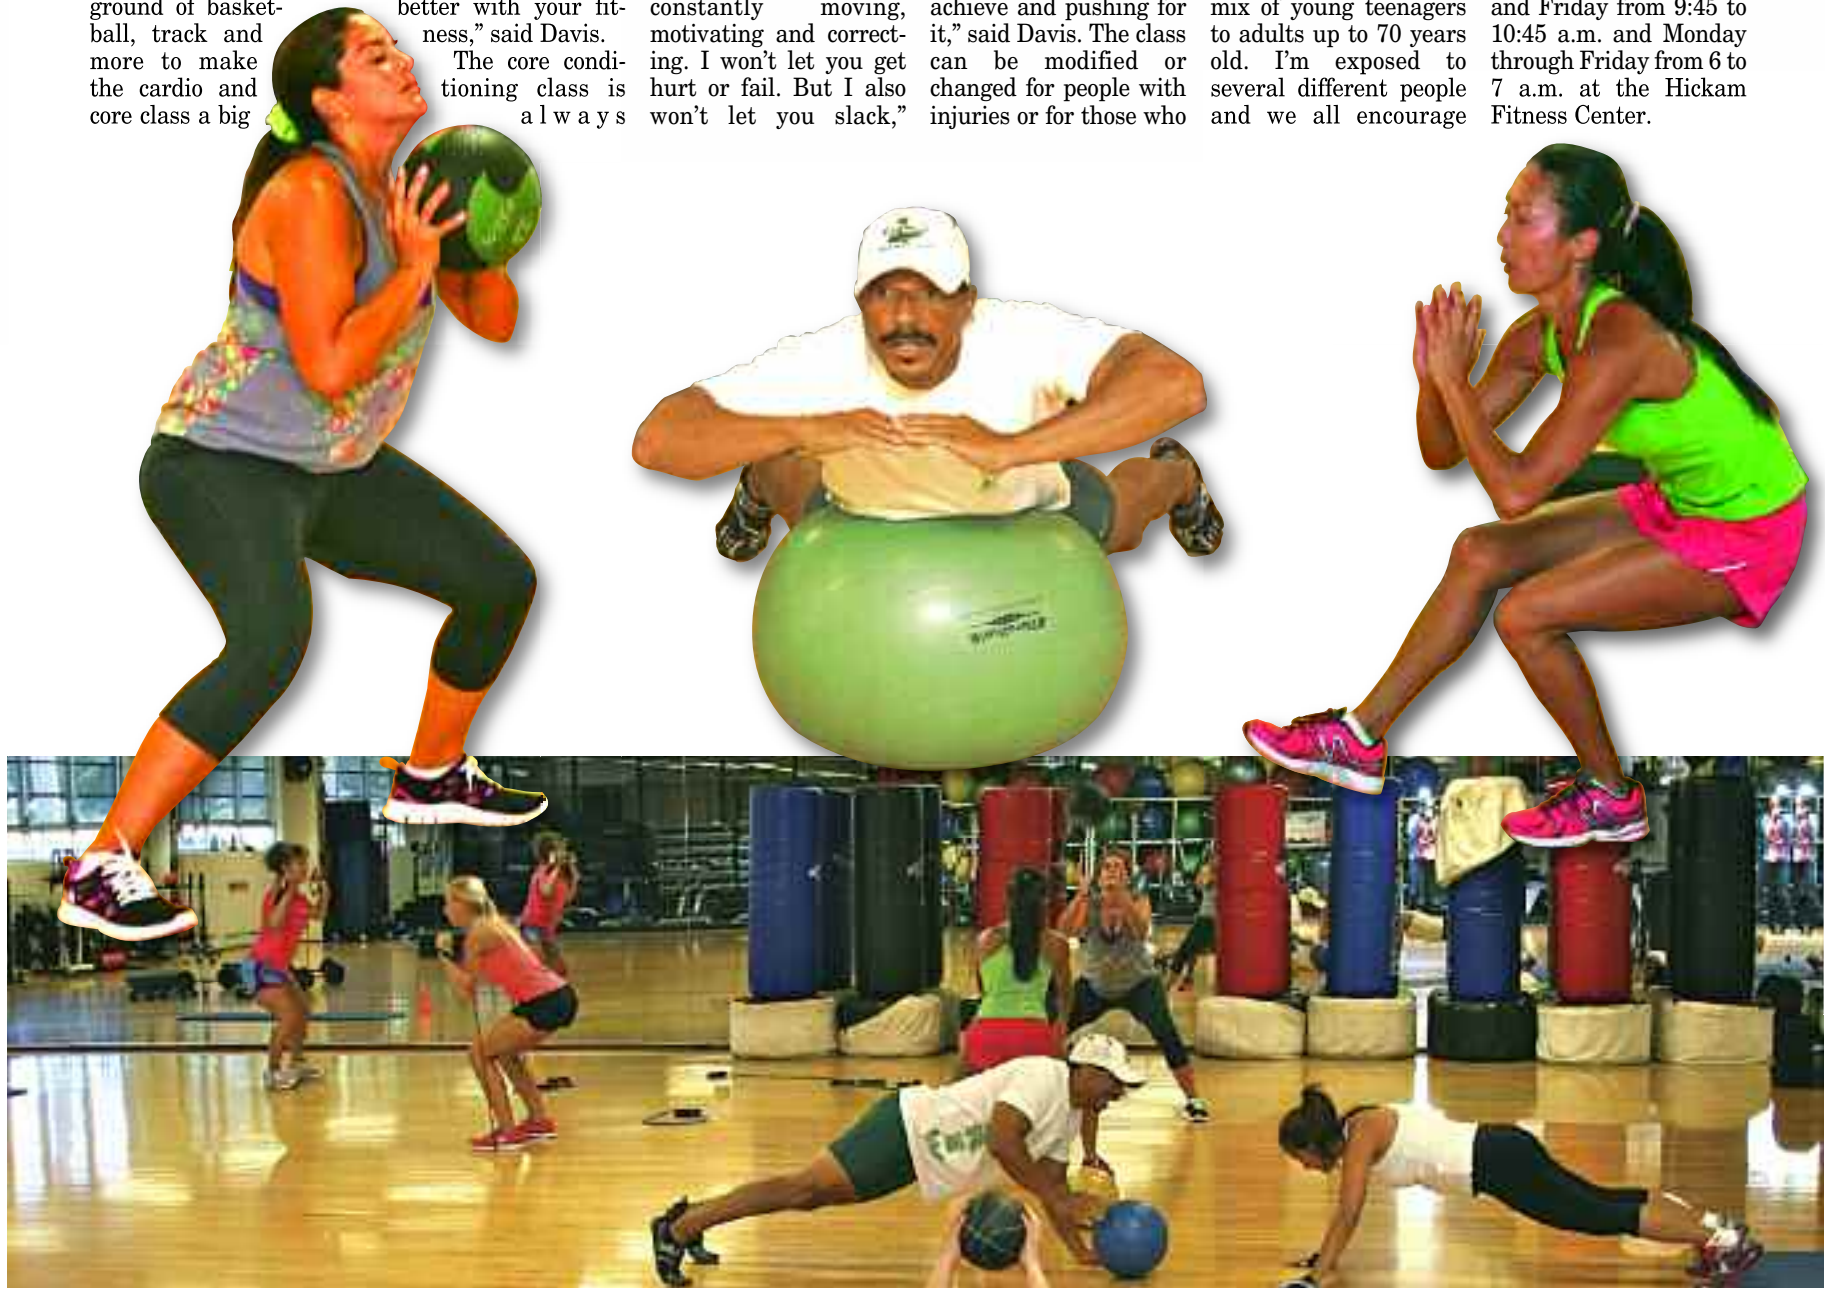 ground of basket-
ball, track and
more to make
the cardio and
core class a big
better with your fit-
ness,” said Davis.
The core condi-
tioning class is
always
constantly moving,
motivating and correct-
ing. I won’t let you get
hurt or fail. But I also
won’t let you slack,”
achieve and pushing for
it,” said Davis. The class
can be modified or
changed for people with
injuries or for those who
mix of young teenagers
to adults up to 70 years
old. I’m exposed to
several different people
and we all encourage
and Friday from 9:45 to
10:45 a.m. and Monday
through Friday from 6 to
7 a.m. at the Hickam
Fitness Center.